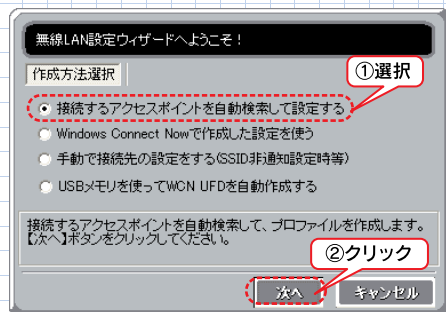 無線LAN設定ウィザードへようこそ！
作成方法選択
①選択
接続するアクセスポイントを自動検索して設定する
Windows Connect Nowで作成した設定を使う
手動で接続先の設定をする(SSID非通知設定時等)
USBメモリを使ってWCN UFDを自動作成する
接続するアクセスポイントを自動検索して、プロファイルを作成します。
【次へ】ボタンをクリックしてください。
②クリック
次へ
キャンセル